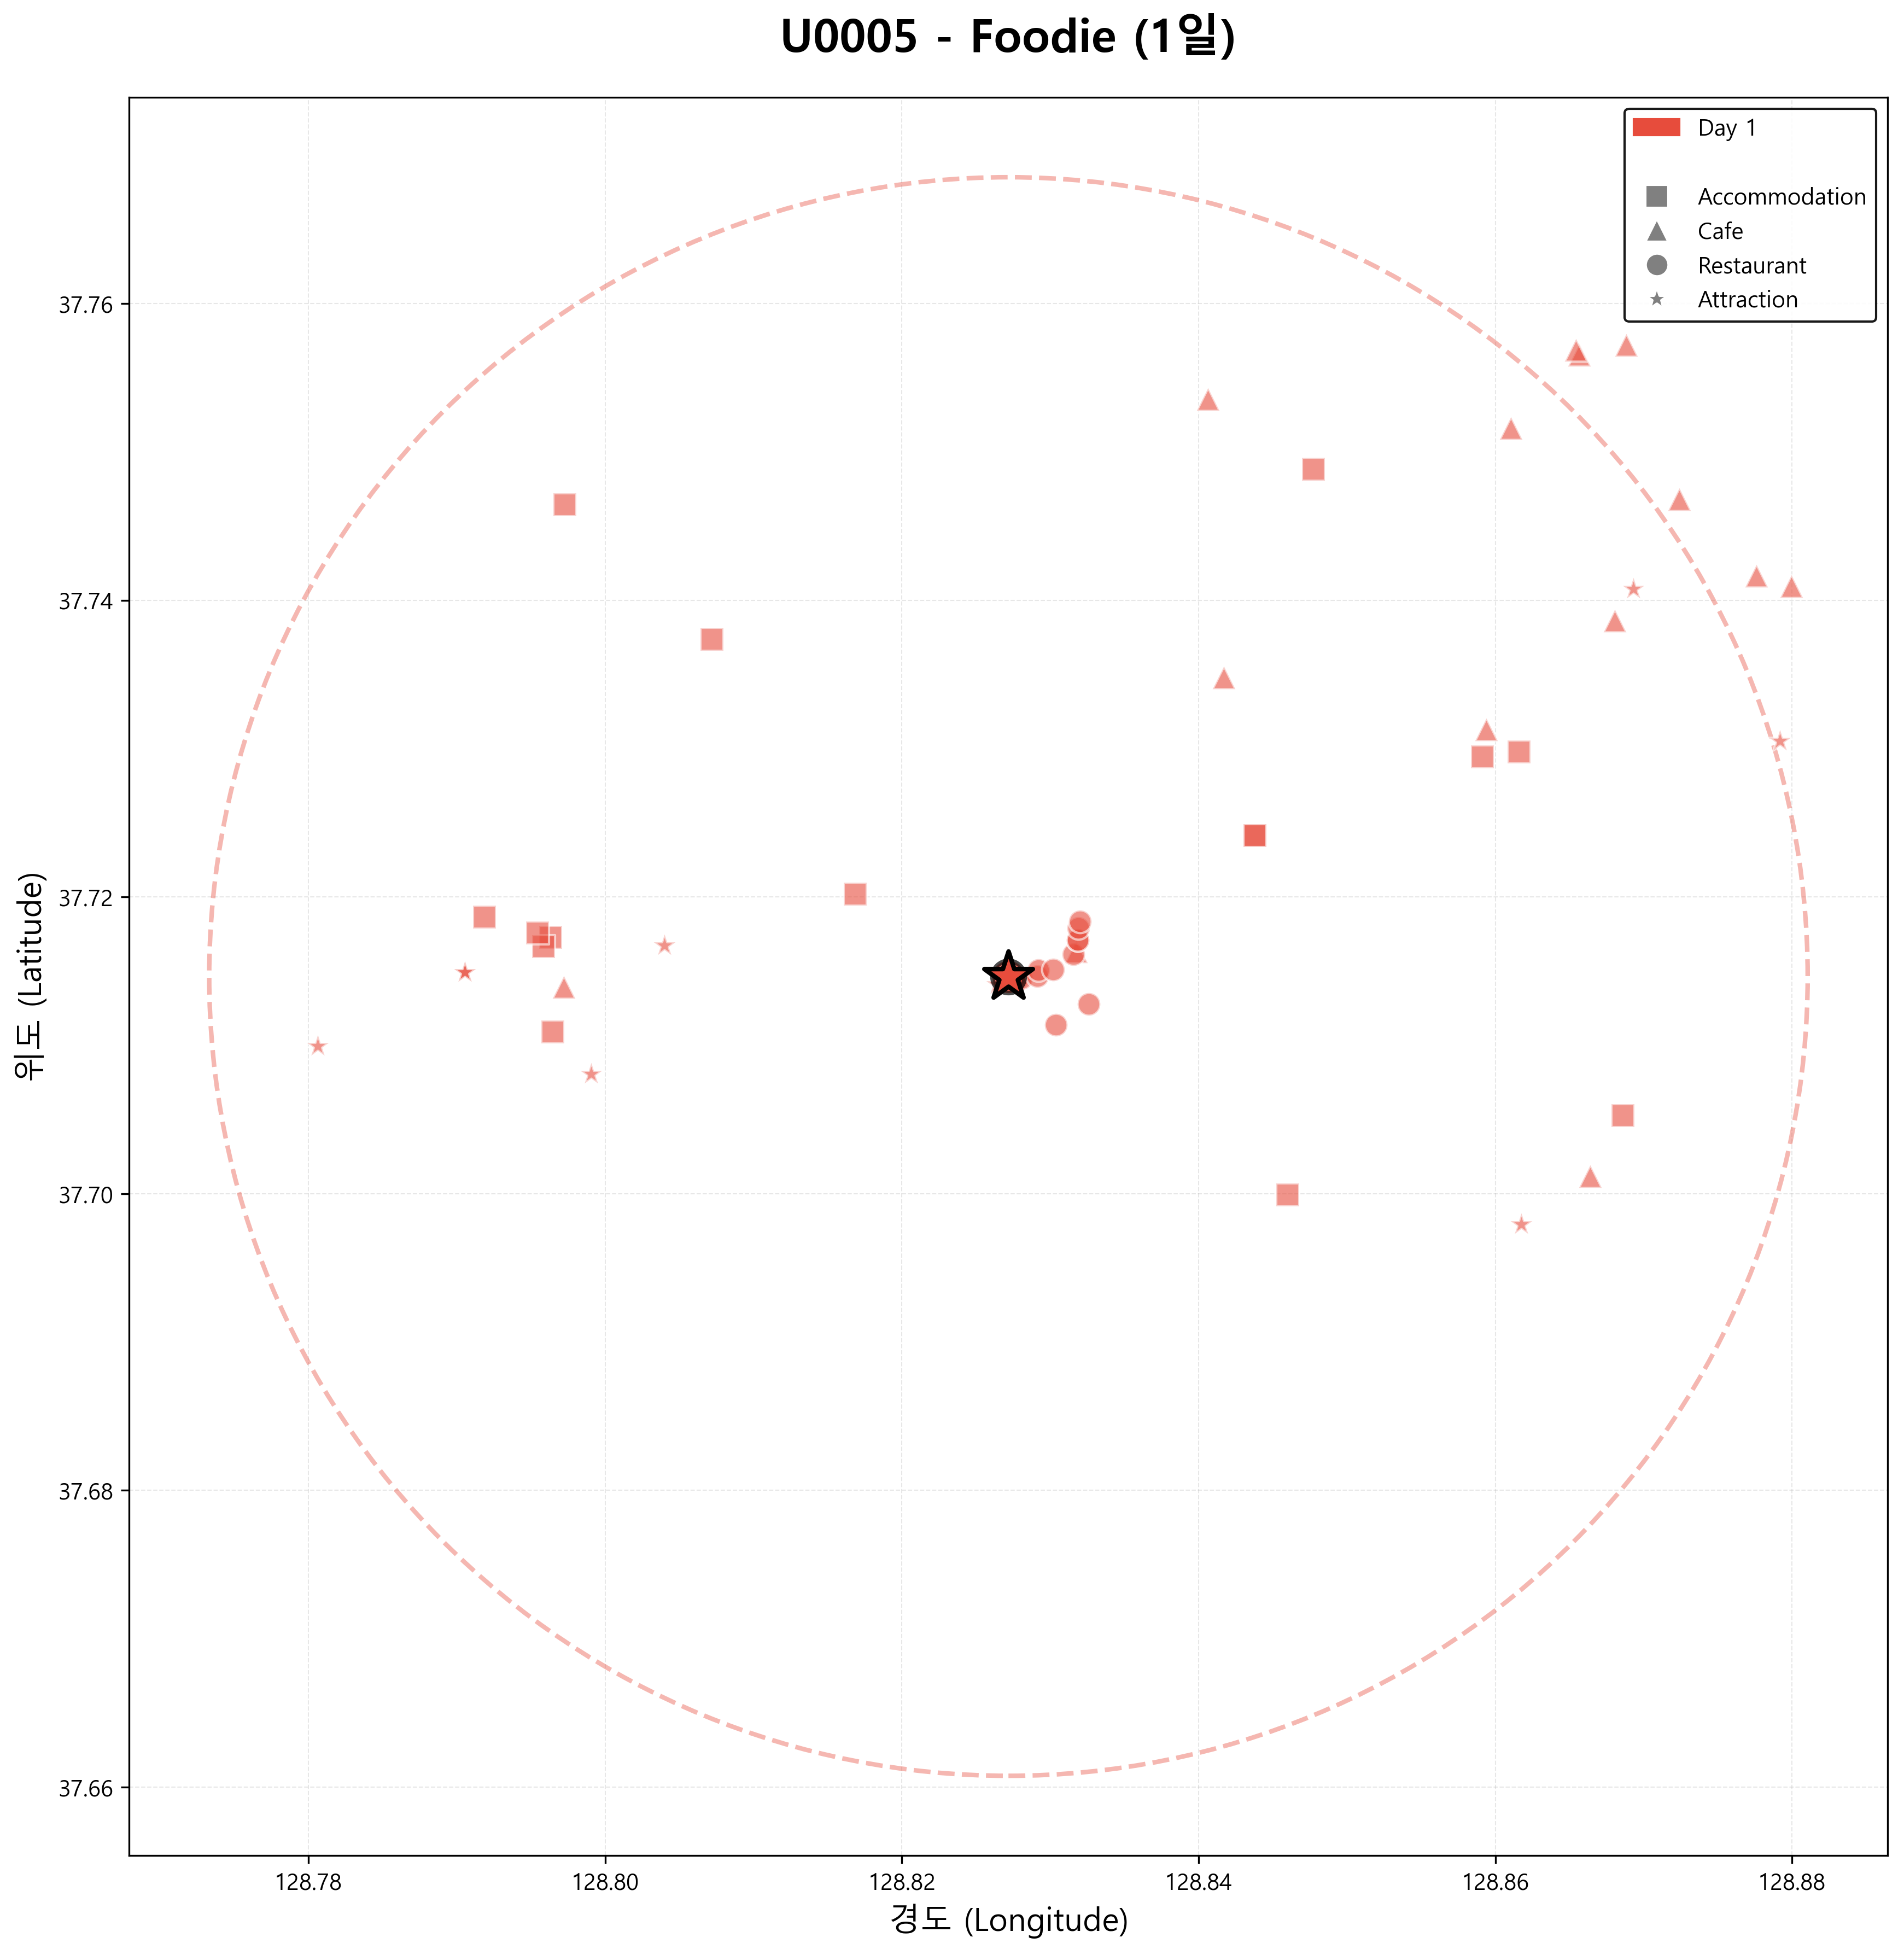 U0005 - Foodie (1일)
Day 1
Accommodation
Cafe
Restaurant
Attraction
37.76
37.74
37.72
37.70
37.68
37.66
위도 (Latitude)
128.78
128.80
128.82
128.84
128.86
128.88
경도 (Longitude)